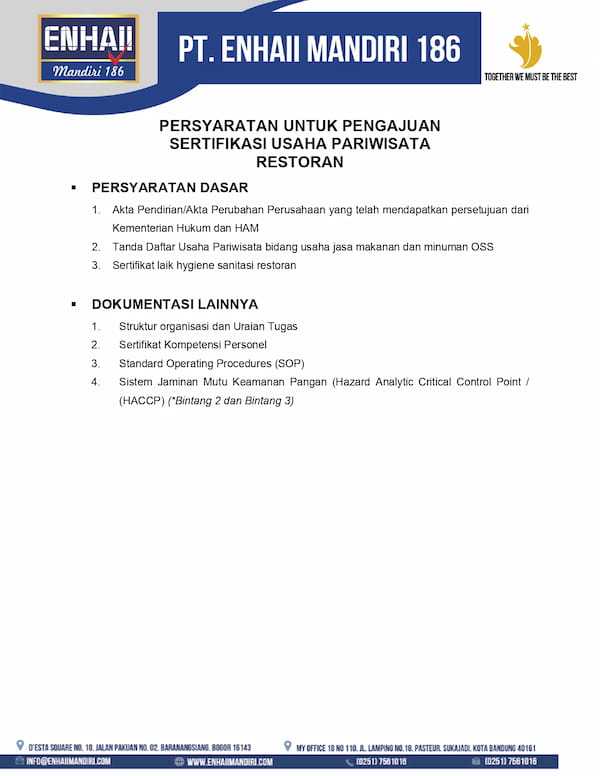 ENHAII
Mandiri 186
PT. ENHAII MANDIRI 186
TOGETHER WE MUST BE THE BEST
PERSYARATAN UNTUK PENGAJUAN
SERTIFIKASI USAHA PARIWISATA
RESTORAN
▪ PERSYARATAN DASAR
1. Akta Pendirian/Akta Perubahan Perusahaan yang telah mendapatkan persetujuan dari
Kementerian Hukum dan HAM
2. Tanda Daftar Usaha Pariwisata bidang usaha jasa makanan dan minuman OSS
3. Sertifikat laik hygiene sanitasi restoran
▪ DOKUMENTASI LAINNYA
1. Struktur organisasi dan Uraian Tugas
2. Sertifikat Kompetensi Personel
3. Standard Operating Procedures (SOP)
4. Sistem Jaminan Mutu Keamanan Pangan (Hazard Analytic Critical Control Point /
(HACCP) (*Bintang 2 dan Bintang 3)
D'ESTA SQUARE NO. 10, JALAN PAKUAN NO. 02, BARANANGSIANG, BOGOR 16143
MY OFFICE 18 NO 110, JL. LAMPING NO.18, PASTEUR, SUKAJADI, KOTA BANDUNG 40161
INFO@ENHAIIMANDIRI.COM
WWW.ENHAIIMANDIRI.COM
(0251) 7561016
(0251) 7561016